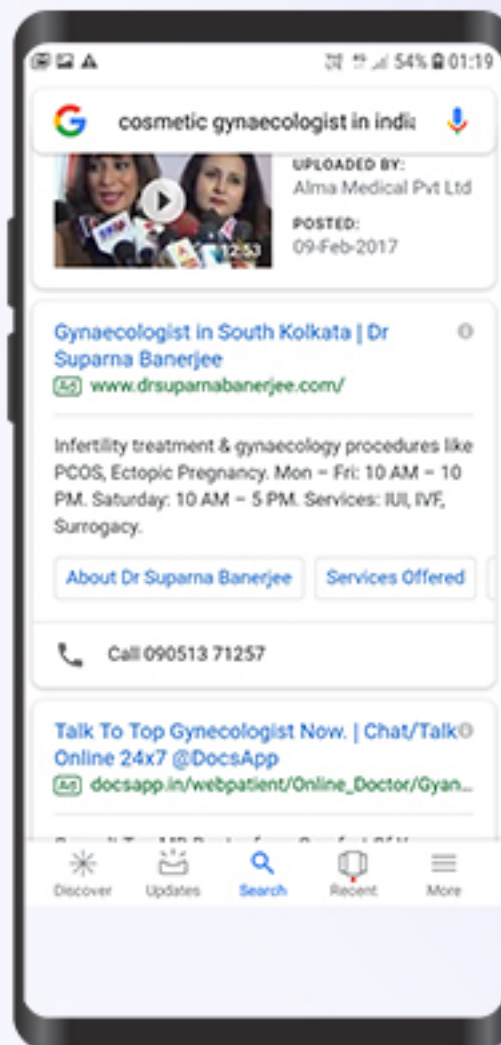 54% 01:19
cosmetic gynaecologist in india
UPLOADED BY:
Alma Medical Pvt Ltd
POSTED:
12:53
09-Feb-2017
Gynaecologist in South Kolkata | Dr
Suparna Banerjee
Ad www.drsuparnabanerjee.com/
Infertility treatment & gynaecology procedures like
PCOS, Ectopic Pregnancy. Mon – Fri: 10 AM – 10
PM. Saturday: 10 AM – 5 PM. Services: IUI, IVF,
Surrogacy.
About Dr Suparna Banerjee Services Offered
Call 090513 71257
Talk To Top Gynecologist Now. | Chat/Talk
Online 24x7 @DocsApp
Ad docsapp.in/webpatient/Online_Doctor/Gyan...
Discover Updates Search Recent More